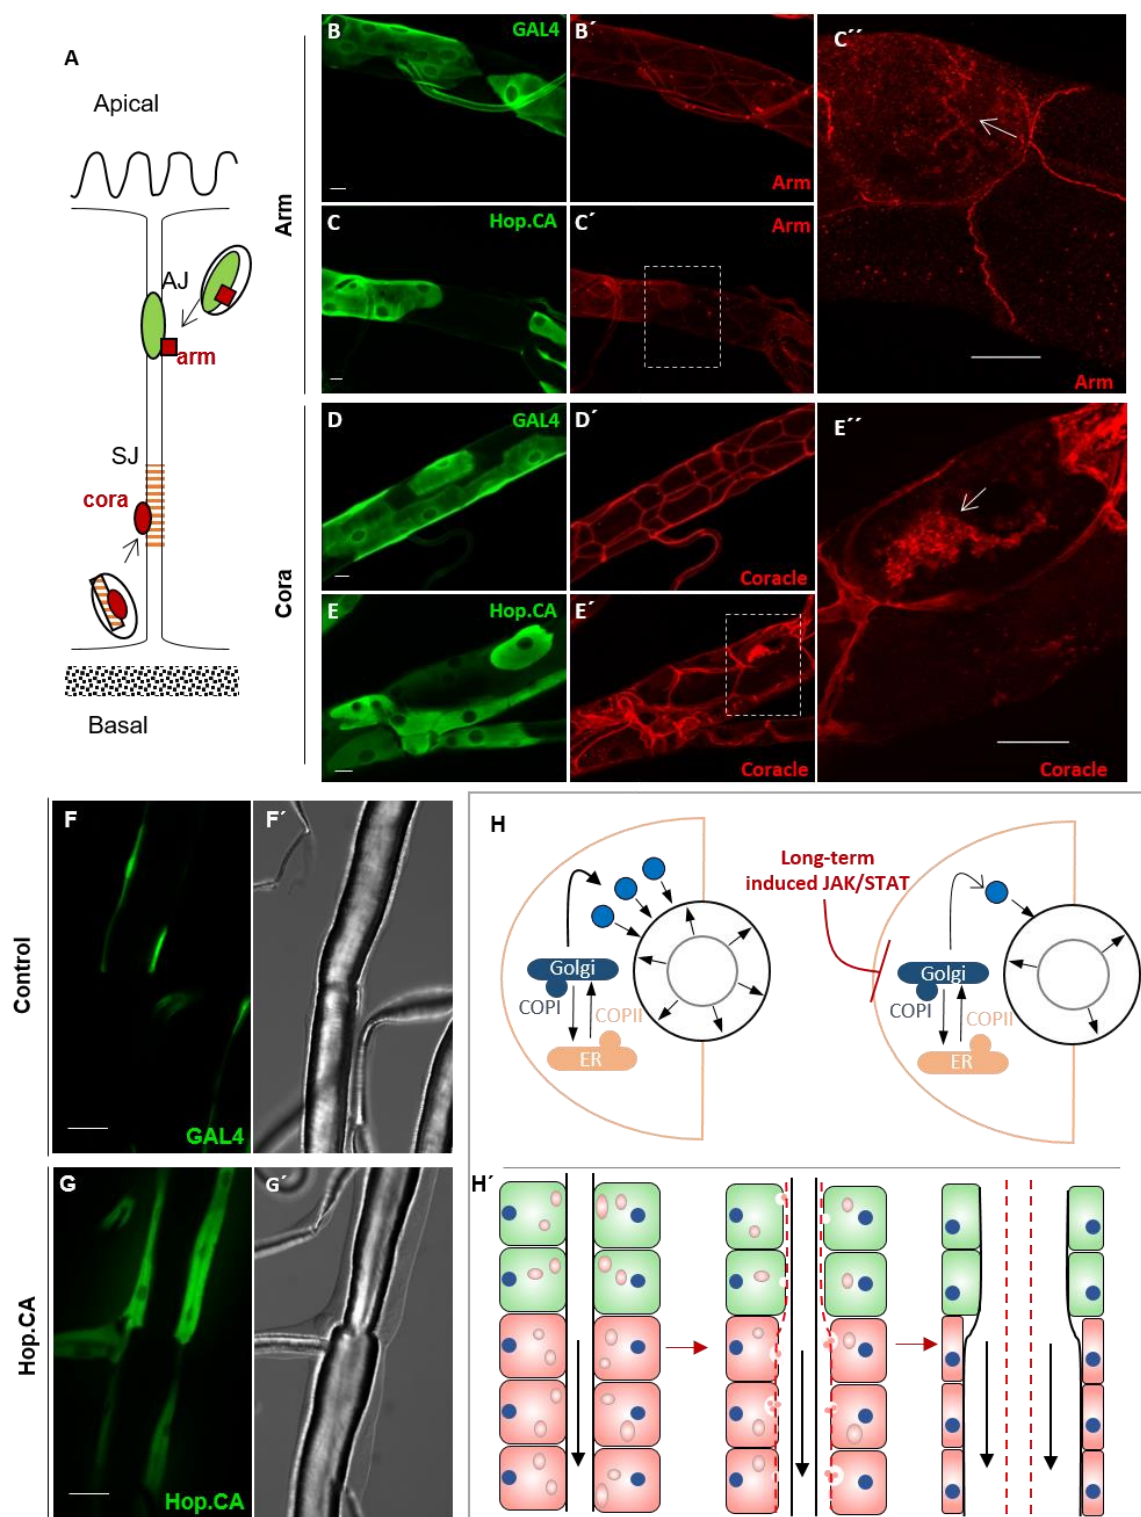 A
Apical
AJ
arm
SJ
cora
Basal
Arm
Cora
B
GAL4
B´
Arm
C´´
Arm
C
Hop.CA
C´
Arm
D
GAL4
D´
Coracle
E´´
Coracle
E
Hop.CA
E´
Coracle
Control
F
GAL4
F´
Hop.CA
G
Hop.CA
G´
H
Long-term
induced JAK/STAT
Golgi
COPI
COPII
ER
Golgi
COPI
COPII
ER
H´